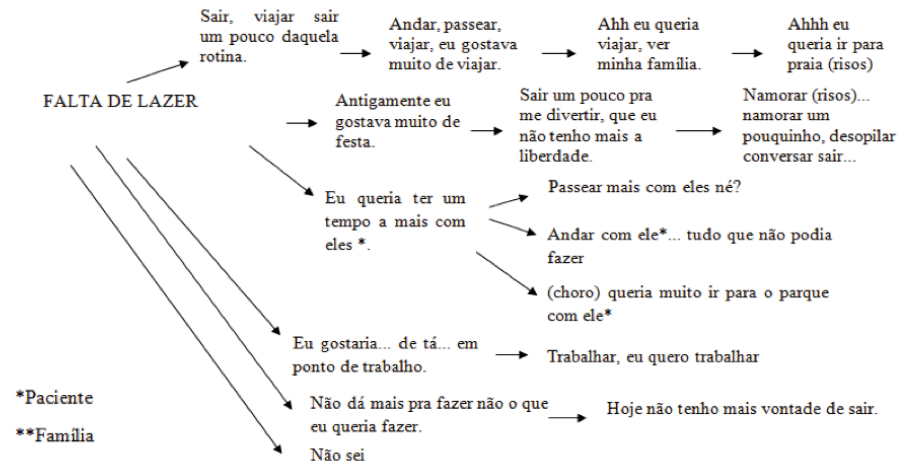 Sair, viajar sair
um pouco daquela
rotina.
Andar, passear,
viajar, eu gostava
muito de viajar.
Ahh eu queria
viajar, ver
minha família.
Ahhh eu
queria ir para
praia (risos)
FALTA DE LAZER
Antigamente eu
gostava muito de
festa.
Sair um pouco pra
me divertir, que eu
não tenho mais a
liberdade.
Namorar (risos)...
namorar um
pouquinho, desopilar
conversar sair...
Eu queria ter um
tempo a mais com
eles *.
Passear mais com eles né?
Andar com ele*... tudo que não podia
fazer
(choro) queria muito ir para o parque
com ele*
Eu gostaria... de tá... em
ponto de trabalho.
Trabalhar, eu quero trabalhar
Não dá mais pra fazer não o que
eu queria fazer.
Hoje não tenho mais vontade de sair.
Não sei
*Paciente
**Família